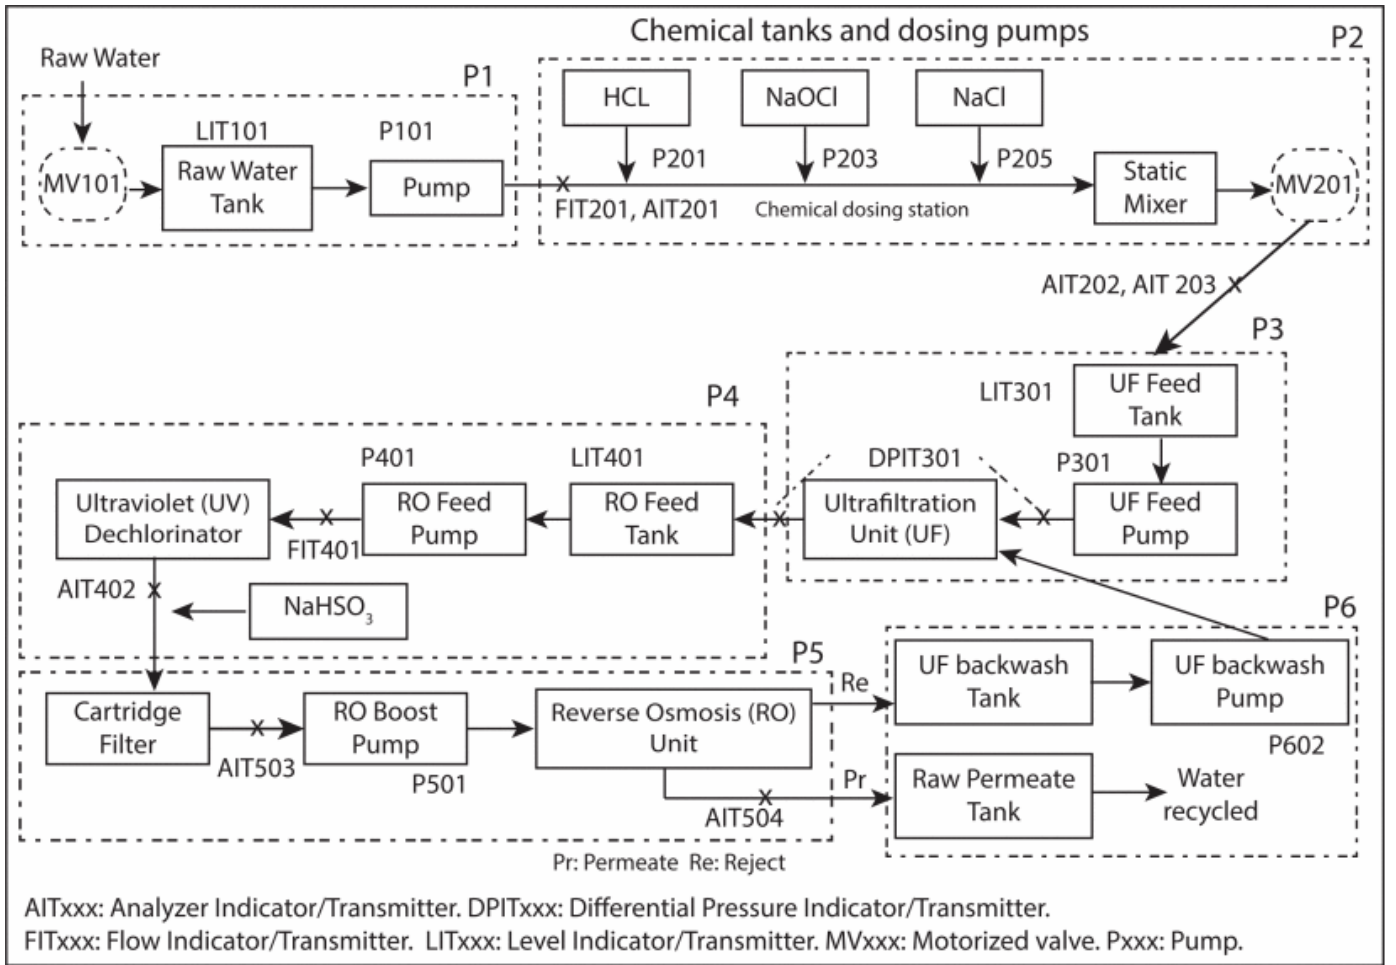 Chemical tanks and dosing pumps
P2
Raw Water
P1
HCL
NaOCl
NaCl
LIT101
P101
P201
P203
P205
MV101
Raw Water
Tank
Pump
Static
Mixer
MV201
FIT201, AIT201
Chemical dosing station
AIT202, AIT 203
P3
LIT301
UF Feed
Tank
P4
P401
LIT401
DPIT301
P301
Ultraviolet (UV)
Dechlorinator
RO Feed
Pump
RO Feed
Tank
Ultrafiltration
Unit (UF)
UF Feed
Pump
FIT401
AIT402
NaHSO₃
P6
P5
Cartridge
Filter
RO Boost
Pump
Reverse Osmosis (RO)
Unit
Re
UF backwash
Tank
UF backwash
Pump
AIT503
P501
P602
Pr
Raw Permeate
Tank
Water
recycled
AIT504
Pr: Permeate Re: Reject
AITxxx: Analyzer Indicator/Transmitter. DPITxxx: Differential Pressure Indicator/Transmitter.
FITxxx: Flow Indicator/Transmitter. LITxxx: Level Indicator/Transmitter. MVxxx: Motorized valve. Pxxx: Pump.